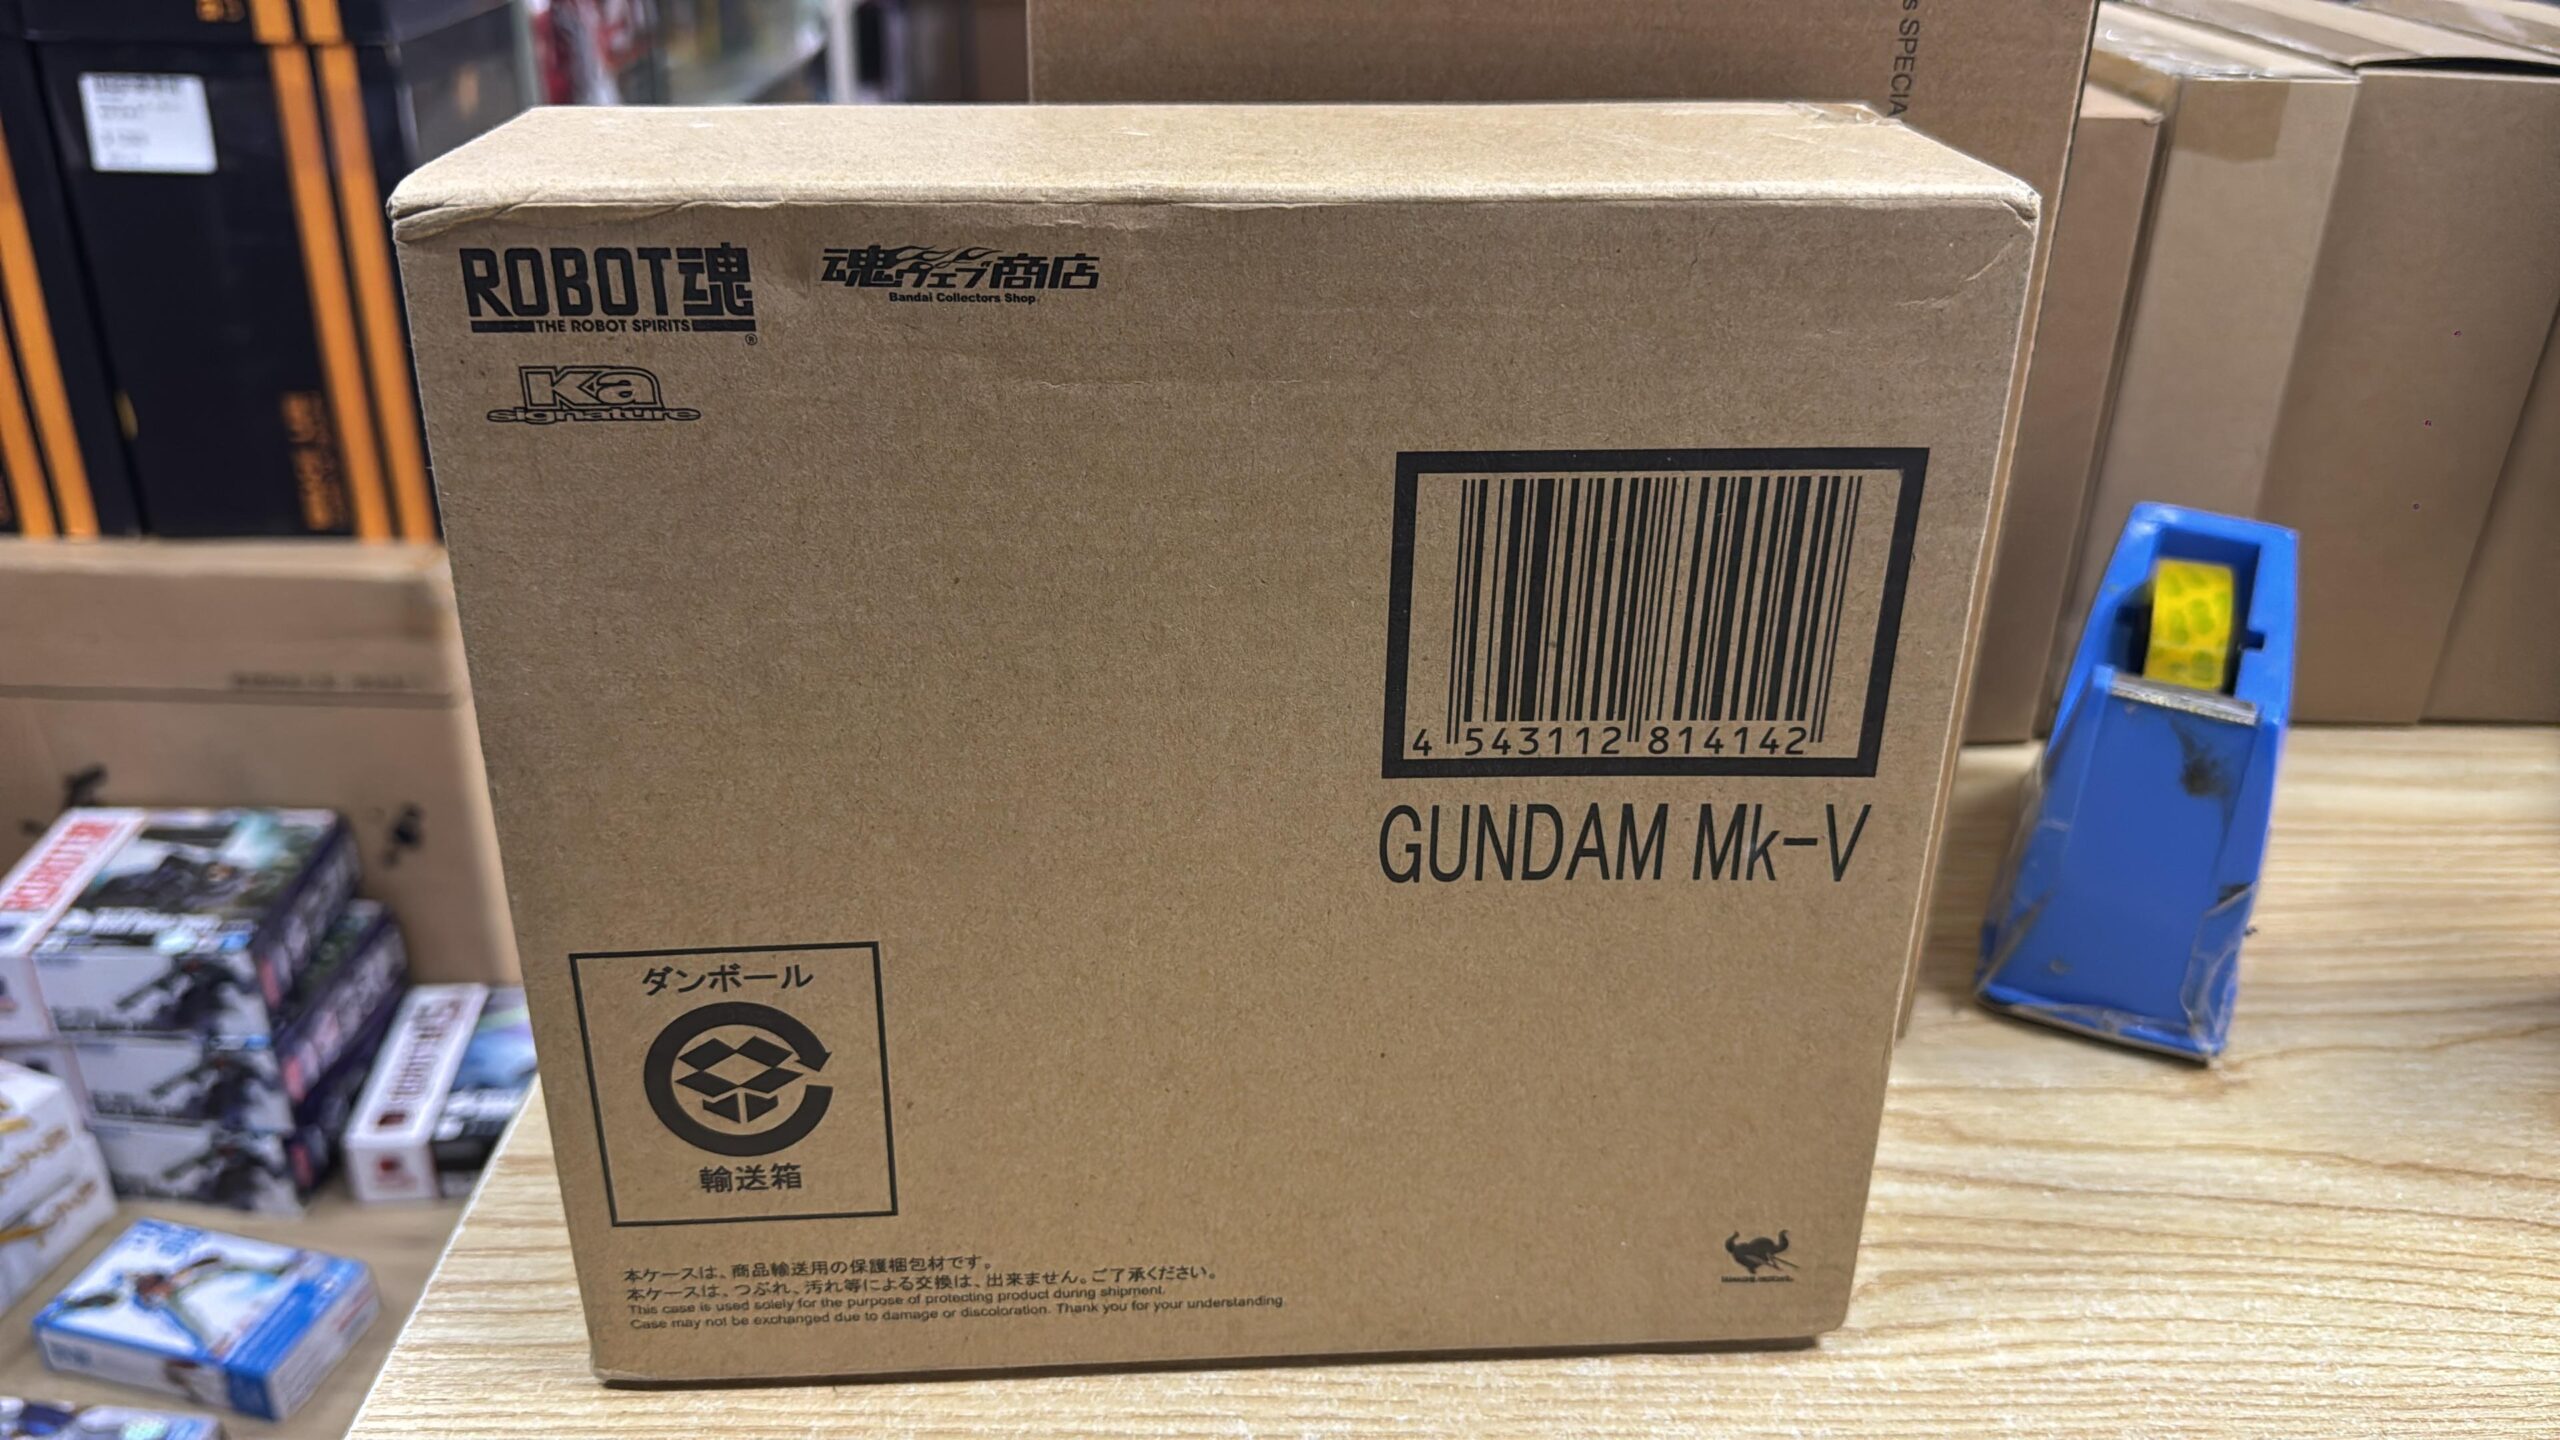 ROBOT魂
THE ROBOT SPIRITS
®
魂ウェブ商店
Bandai Collectors Shop
Ka
signature
4 543112 814142
GUNDAM Mk-V
ダンボール
輸送箱
本ケースは、商品輸送用の保護梱包材です。
本ケースは、つぶれ、汚れ等による交換は、出来ません。ご了承ください。
This case is used solely for the purpose of protecting product during shipment.
Case may not be exchanged due to damage or discoloration. Thank you for your understanding.
s SPECIA